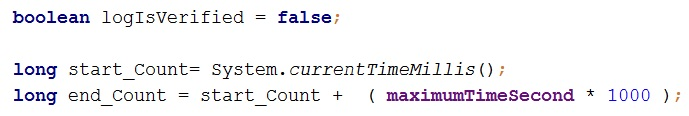 boolean logIsVerified = false;
long start_Count= System.currentTimeMillis();
long end_Count = start_Count +  ( maximumTimeSecond * 1000 );